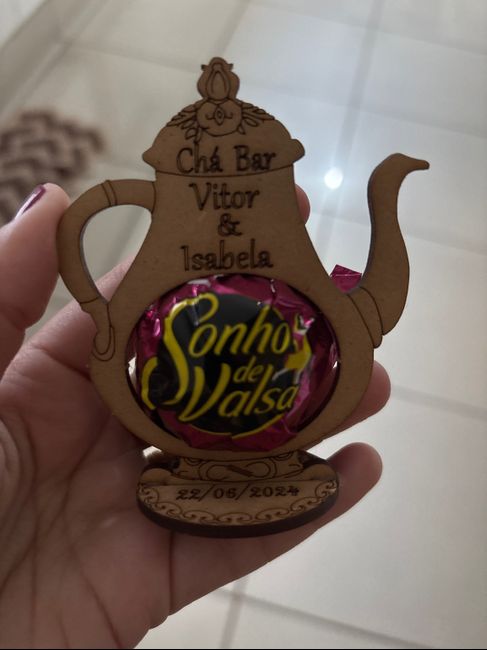 Chá Bar
Vitor
&
Isabela
Sonho
de
Valsa
22/06/2024